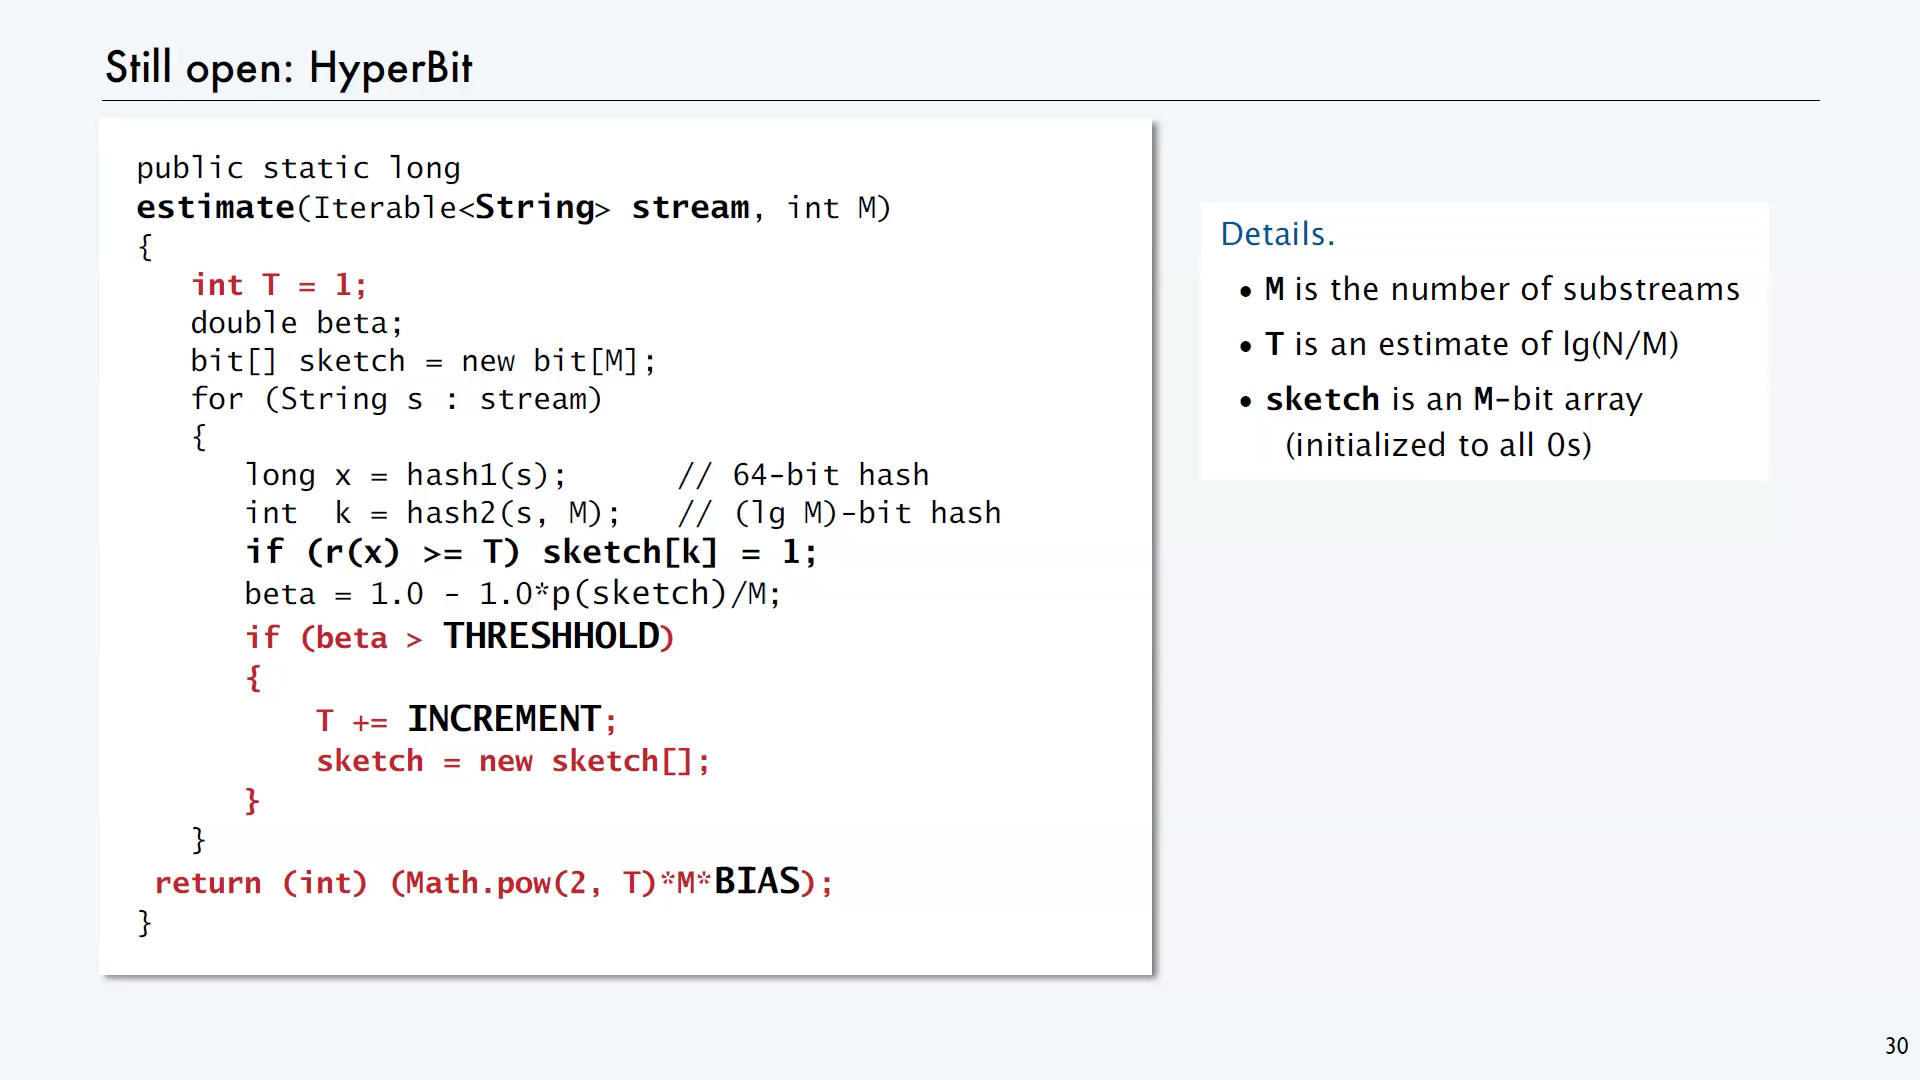 Still open: HyperBit
public static long
estimate(Iterable<String> stream, int M)
{
int T = 1;
double beta;
bit[] sketch = new bit[M];
for (String s : stream)
{
long x = hash1(s);      // 64-bit hash
int  k = hash2(s, M);   // (lg M)-bit hash
if (r(x) >= T) sketch[k] = 1;
beta = 1.0 - 1.0*p(sketch)/M;
if (beta > THRESHHOLD)
{
T += INCREMENT;
sketch = new sketch[];
}
}
return (int) (Math.pow(2, T)*M*BIAS);
}
Details.
• M is the number of substreams
• T is an estimate of lg(N/M)
• sketch is an M-bit array
(initialized to all 0s)
30